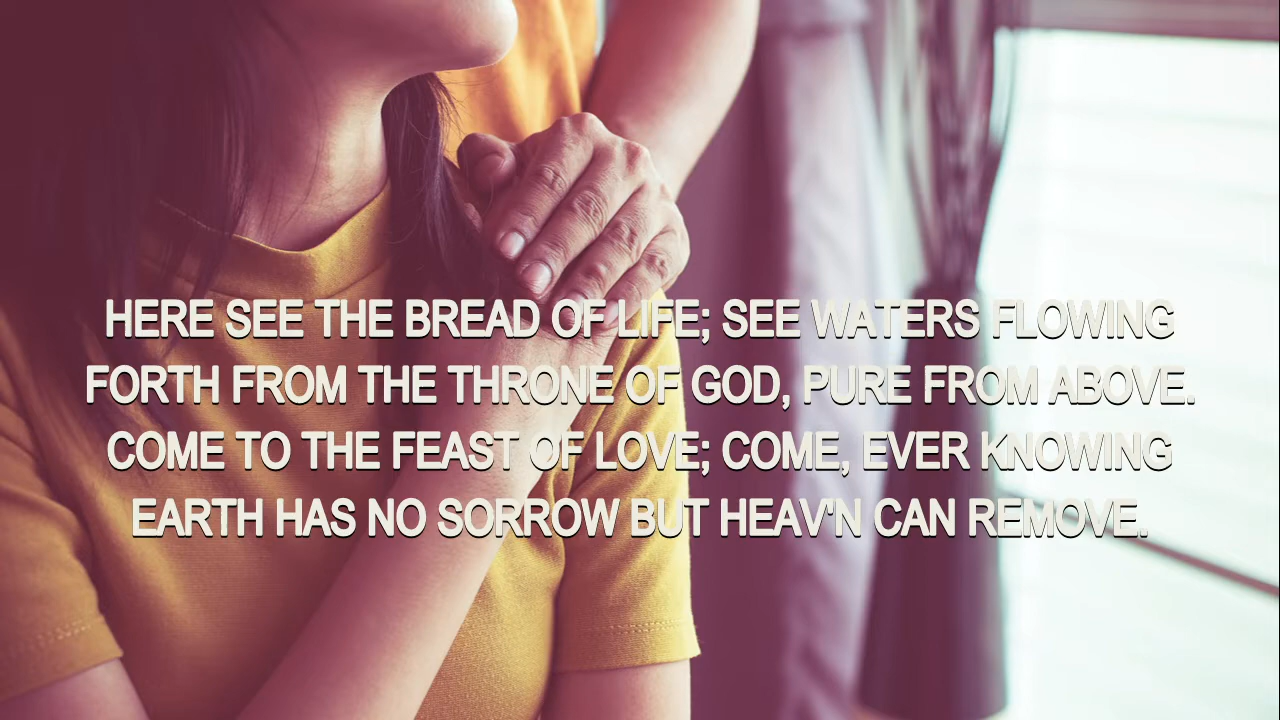 HERE SEE THE BREAD OF LIFE; SEE WATERS FLOWING
FORTH FROM THE THRONE OF GOD, PURE FROM ABOVE.
COME TO THE FEAST OF LOVE; COME, EVER KNOWING
EARTH HAS NO SORROW BUT HEAV'N CAN REMOVE.